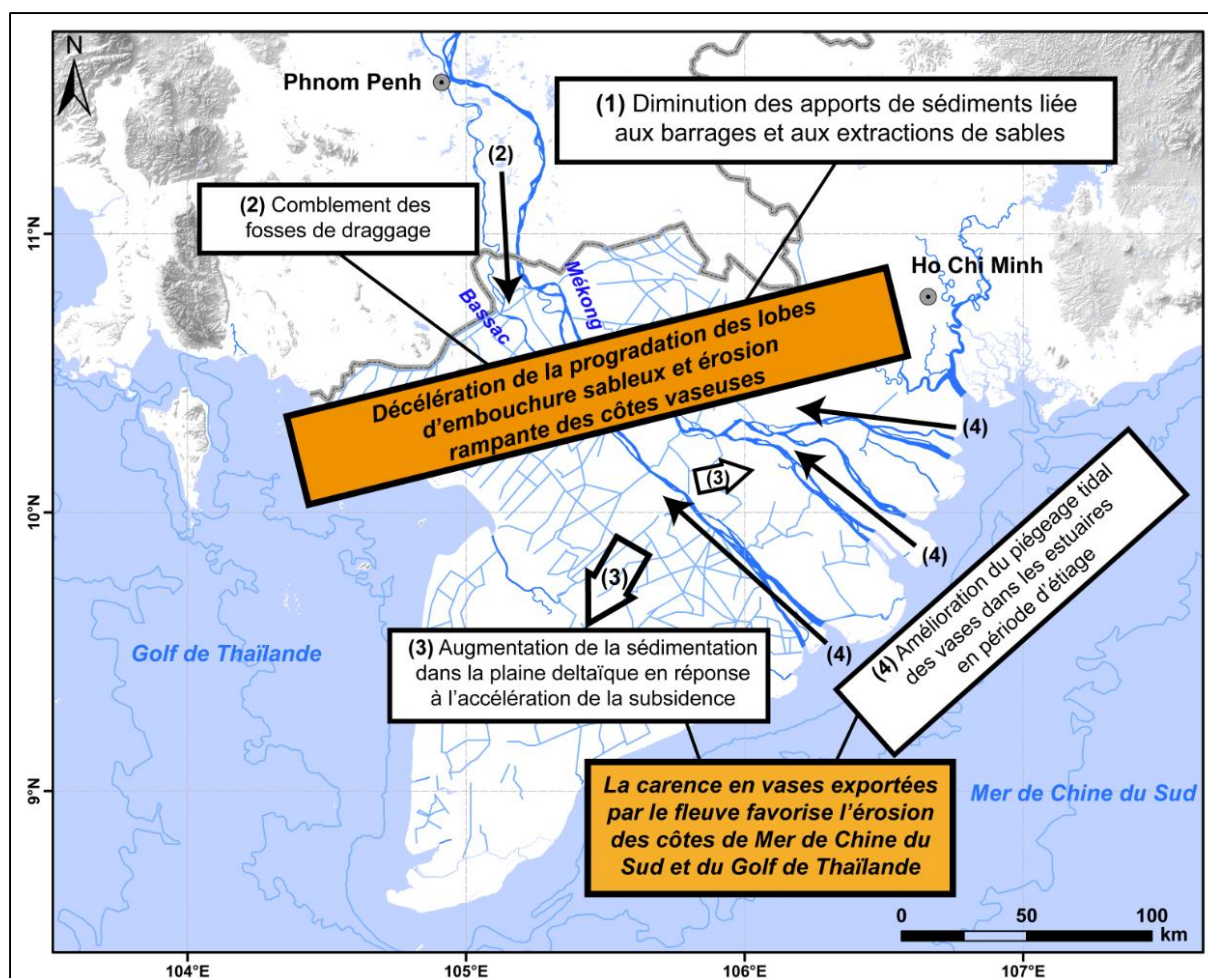 N
Phnom Penh
(1) Diminution des apports de sédiments liée
aux barrages et aux extractions de sables
(2)
(2) Comblement des
fosses de draggage
11°N
Ho Chi Minh
Mékong
Bassac
Décélération de la progradation des lobes
d'embouchure sableux et érosion
rampante des côtes vaseuses
107°E
(4)
(3)
10°N
(4)
(3)
(4) Amélioration du piégeage tidal
des vases dans les estuaires
en période d'étiage
Golf de Thaïlande
(3) Augmentation de la sédimentation
dans la plaine deltaïque en réponse
à l'accélération de la subsidence
(4)
9°N
La carence en vases exportées
par le fleuve favorise l'érosion
des côtes de Mer de Chine du
Sud et du Golf de Thaïlande
Mer de Chine du Sud
0 50 100
km
104°E 105°E 106°E